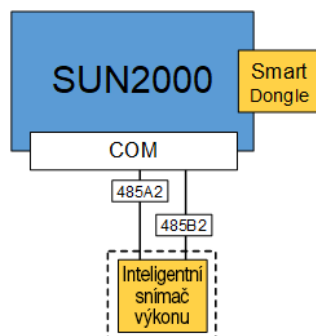 SUN2000
Smart
Dongle
COM
485A2
485B2
Inteligentní
snímač
výkonu